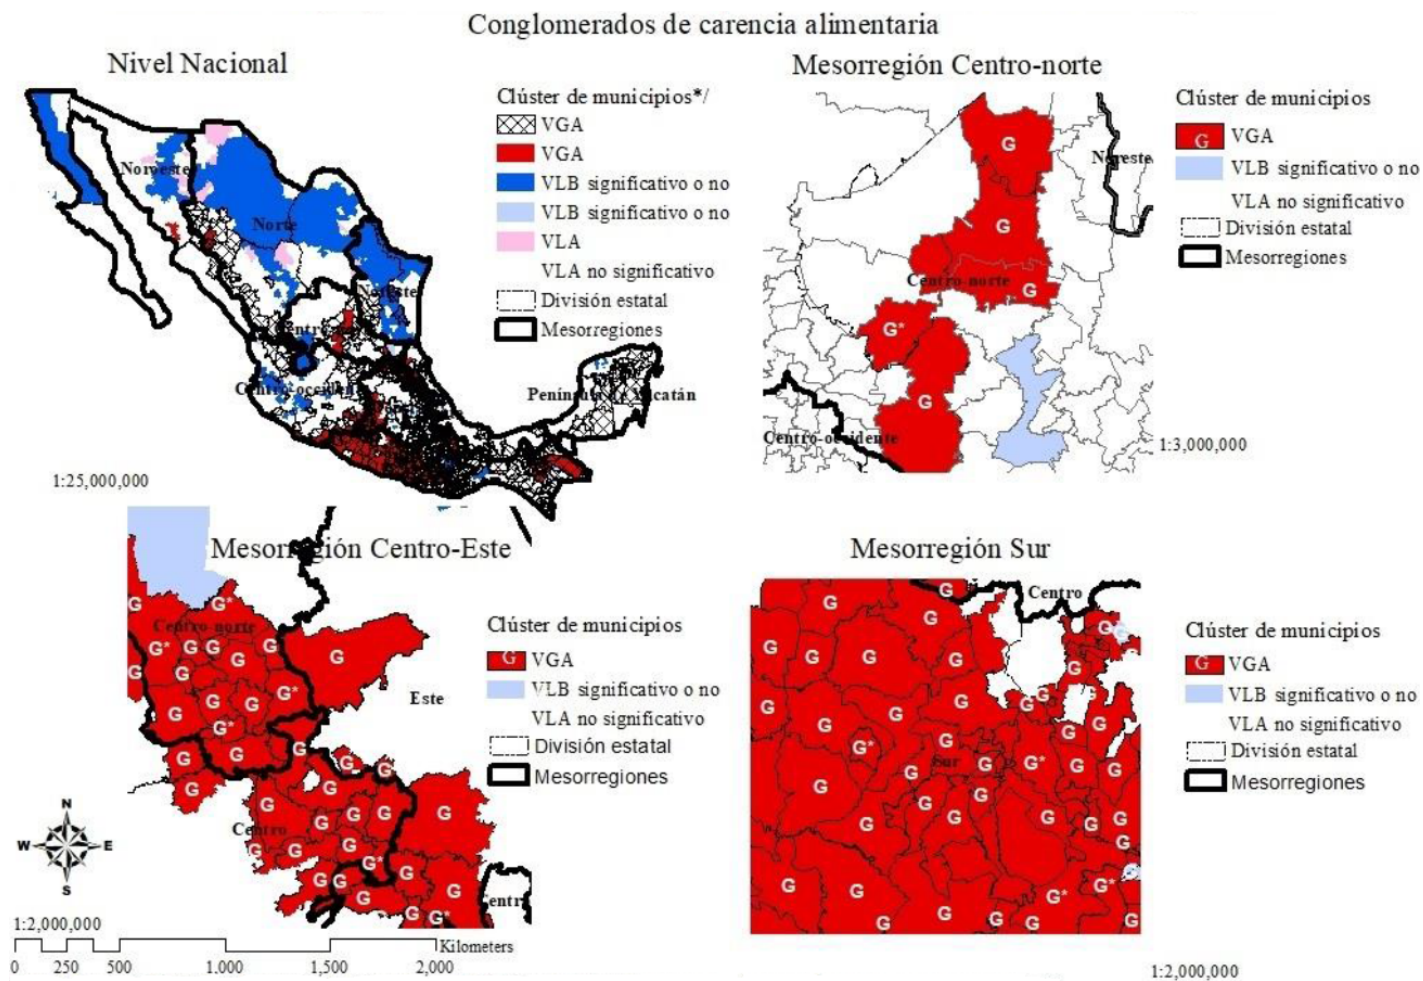 Conglomerados de carencia alimentaria
Nivel Nacional
Clúster de municipios*/
VGA
VGA
VLB significativo o no
VLB significativo o no
VLA
VLA no significativo
División estatal
Mesorregiones
Noroeste
Norte
Noreste
Península de Yucatán
1:25,000,000
Mesorregión Centro-norte
Clúster de municipios
G VGA
VLB significativo o no
VLA no significativo
División estatal
Mesorregiones
Noreste
G
G
Centro-norte
G
G*
G
Centro-occidente
1:3,000,000
Mesorregión Centro-Este
Clúster de municipios
G VGA
VLB significativo o no
VLA no significativo
División estatal
Mesorregiones
G G*
Centro-norte
G* G G G
G G G
G
Este
G G G G*
G*
G G G
G G
G G
G G G G G
Centro
G G G
G*
G G G
G G
G G*
N
W E
S
1:2,000,000
Kilometers
0 250 500 1,000 1,500 2,000
Mesorregión Sur
Clúster de municipios
G VGA
VLB significativo o no
VLA no significativo
División estatal
Mesorregiones
Centro
G G G
G*
G G G G G
G G G G
G G G G
G* G
Sur
G G G* G G
G G G G
G G G G G
G
G G G* G*
G G G G G
1:2,000,000